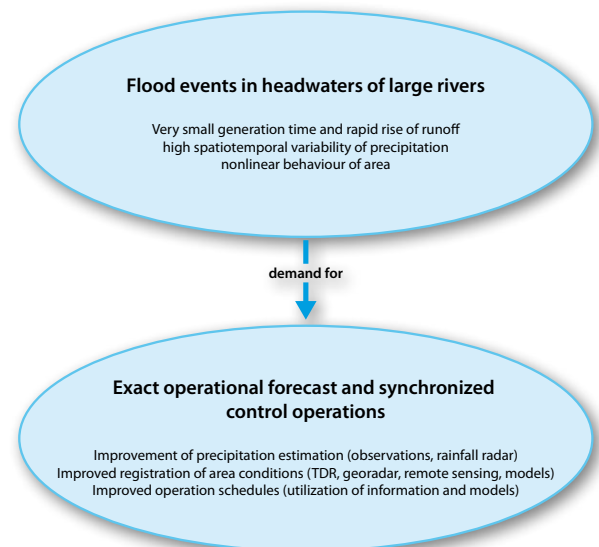 Flood events in headwaters of large rivers
Very small generation time and rapid rise of runoff
high spatiotemporal variability of precipitation
nonlinear behaviour of area
demand for
Exact operational forecast and synchronized
control operations
Improvement of precipitation estimation (observations, rainfall radar)
Improved registration of area conditions (TDR, georadar, remote sensing, models)
Improved operation schedules (utilization of information and models)